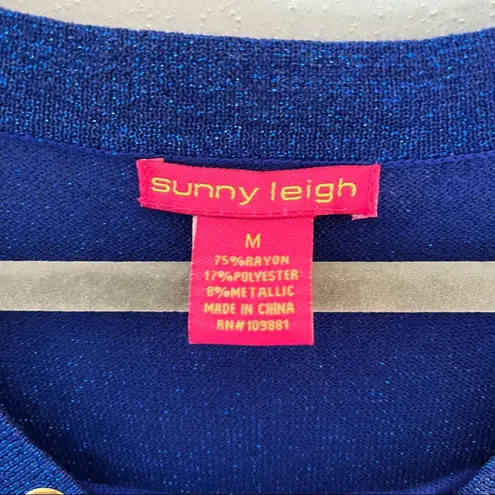 sunny leigh
M
75%RAYON
17%POLYESTER
8%METALLIC
MADE IN CHINA
RN#109881